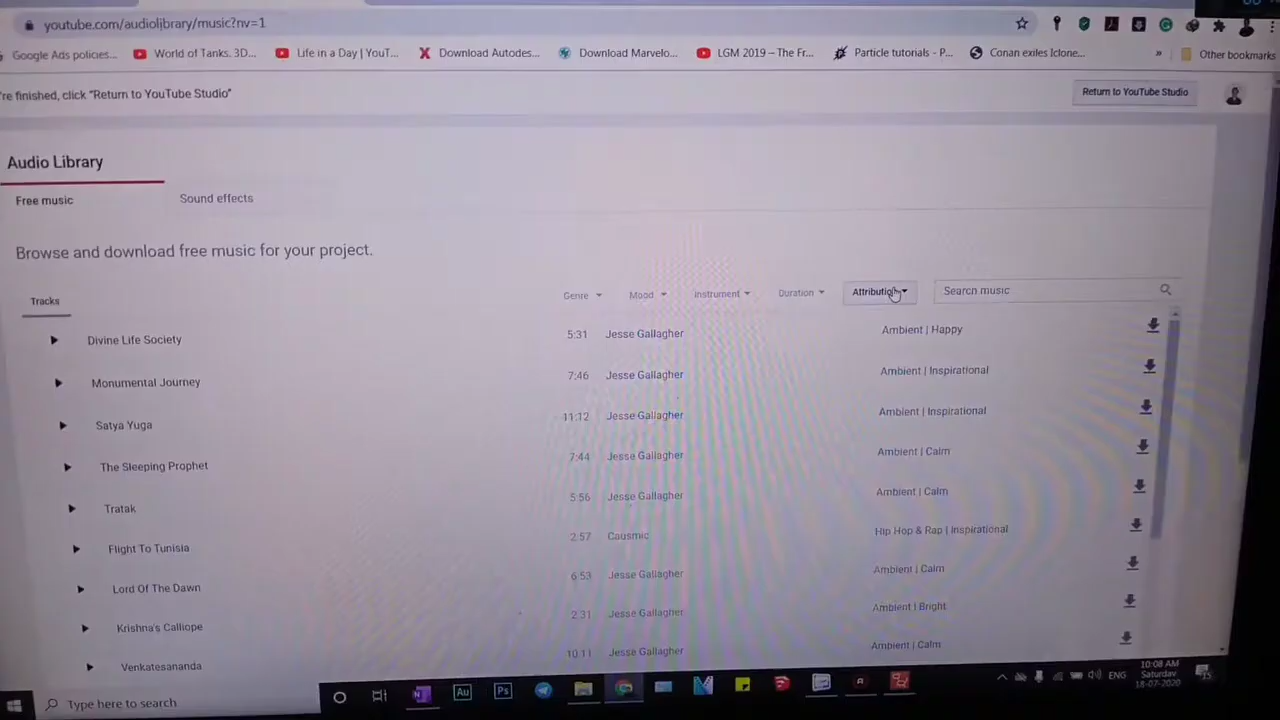 youtube.com/audiolibrary/music?nv=1
Google Ads policies... World of Tanks. 3D... Life in a Day | YouT... Download Autodes... Download Marvelo... LGM 2019 – The Fr... Particle tutorials - P... Conan exiles Iclone... » Other bookmarks
're finished, click "Return to YouTube Studio" Return to YouTube Studio
Audio Library
Free music Sound effects
Browse and download free music for your project.
Tracks Genre Mood Instrument Duration Attribution Search music
Divine Life Society 5:31 Jesse Gallagher Ambient | Happy
Monumental Journey 7:46 Jesse Gallagher Ambient | Inspirational
Satya Yuga 11:12 Jesse Gallagher Ambient | Inspirational
The Sleeping Prophet 7:44 Jesse Gallagher Ambient | Calm
Tratak 5:56 Jesse Gallagher Ambient | Calm
Flight To Tunisia 2:57 Causmic Hip Hop & Rap | Inspirational
Lord Of The Dawn 6:53 Jesse Gallagher Ambient | Calm
Krishna's Calliope 2:31 Jesse Gallagher Ambient | Bright
Venkatesananda 10:11 Jesse Gallagher Ambient | Calm
Type here to search Au Ps ENG 10:08 AM
Saturday
18-07-2020